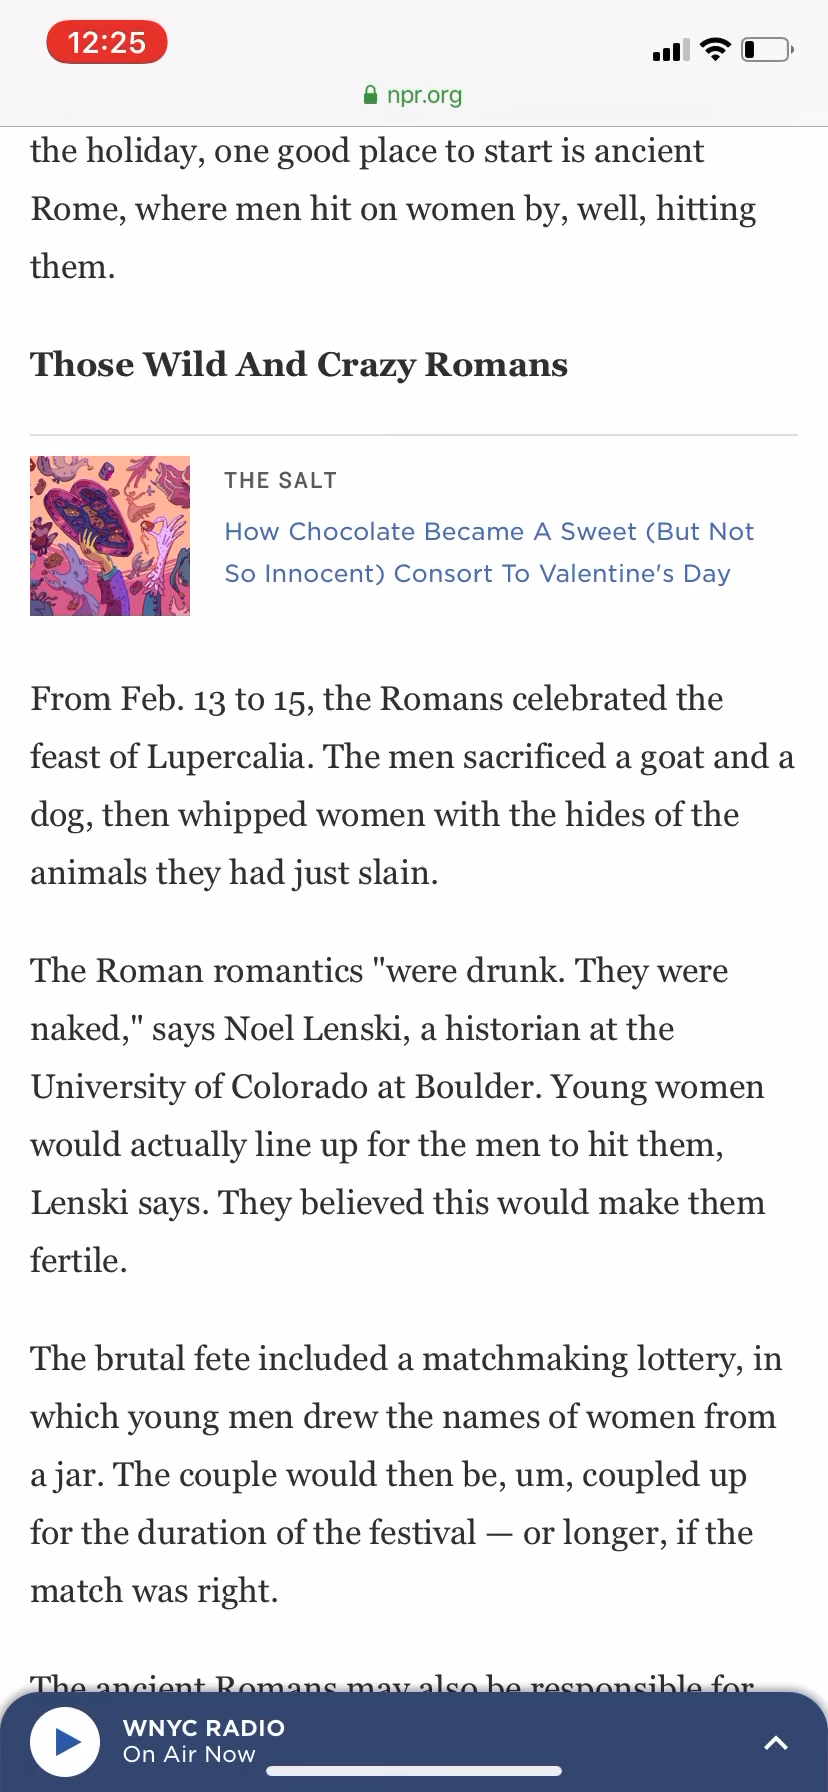 12:25
npr.org
the holiday, one good place to start is ancient
Rome, where men hit on women by, well, hitting
them.
Those Wild And Crazy Romans
THE SALT
How Chocolate Became A Sweet (But Not
So Innocent) Consort To Valentine's Day
From Feb. 13 to 15, the Romans celebrated the
feast of Lupercalia. The men sacrificed a goat and a
dog, then whipped women with the hides of the
animals they had just slain.
The Roman romantics "were drunk. They were
naked," says Noel Lenski, a historian at the
University of Colorado at Boulder. Young women
would actually line up for the men to hit them,
Lenski says. They believed this would make them
fertile.
The brutal fete included a matchmaking lottery, in
which young men drew the names of women from
a jar. The couple would then be, um, coupled up
for the duration of the festival — or longer, if the
match was right.
The ancient Romans may also be responsible for
WNYC RADIO
On Air Now